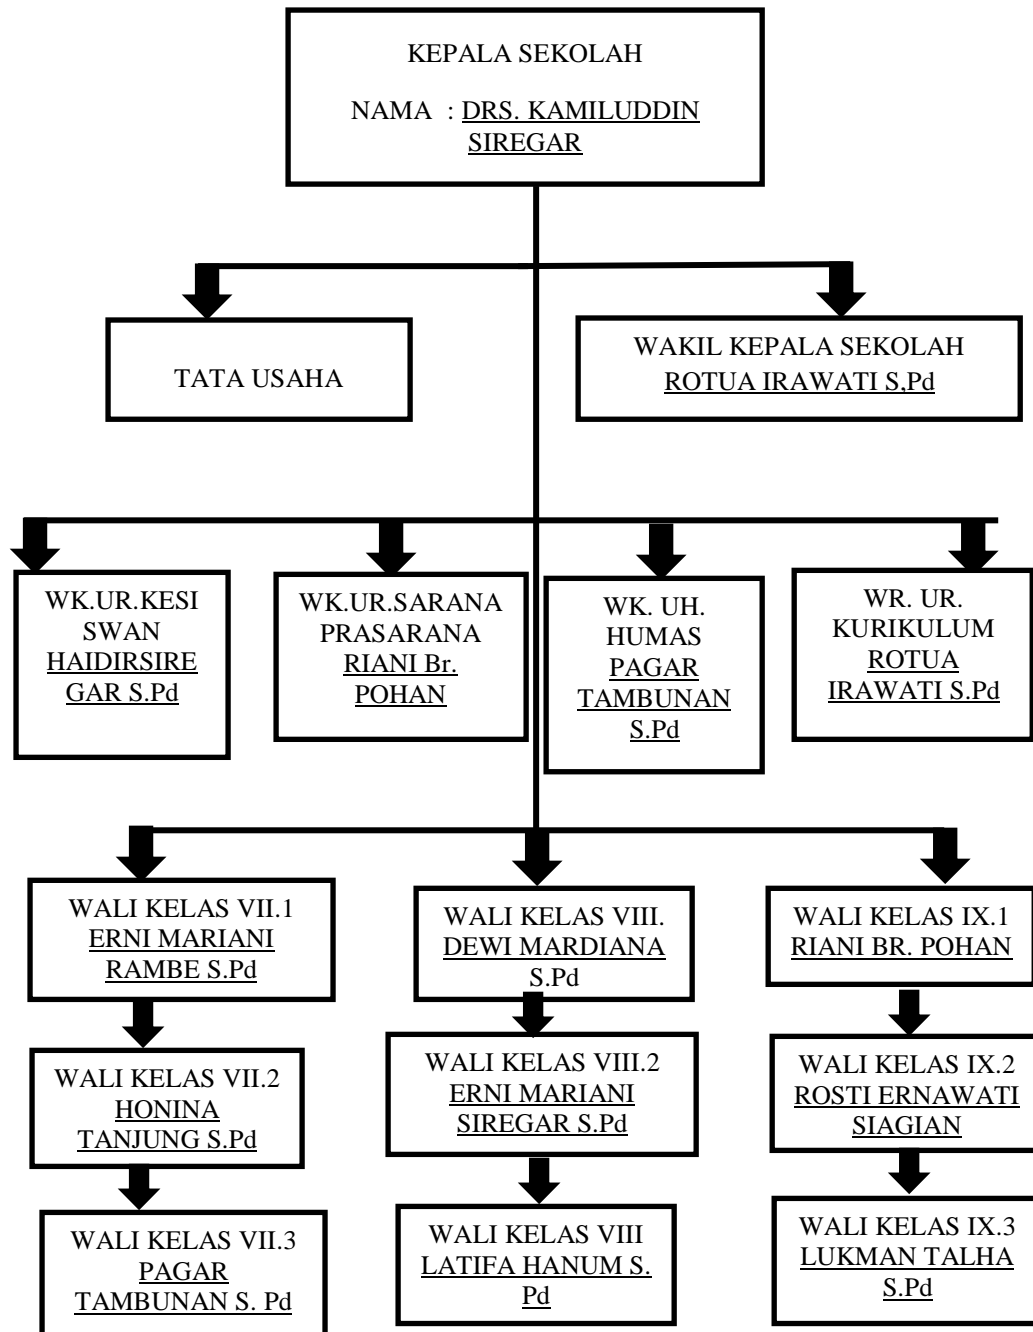 KEPALA SEKOLAH
NAMA : DRS. KAMILUDDIN
SIREGAR
TATA USAHA
WAKIL KEPALA SEKOLAH
ROTUA IRAWATI S,Pd
WK.UR.KESI
SWAN
HAIDIRSIRE
GAR S.Pd
WK.UR.SARANA
PRASARANA
RIANI Br.
POHAN
WK. UH.
HUMAS
PAGAR
TAMBUNAN
S.Pd
WR. UR.
KURIKULUM
ROTUA
IRAWATI S.Pd
WALI KELAS VII.1
ERNI MARIANI
RAMBE S.Pd
WALI KELAS VIII.
DEWI MARDIANA
S.Pd
WALI KELAS IX.1
RIANI BR. POHAN
WALI KELAS VII.2
HONINA
TANJUNG S.Pd
WALI KELAS VIII.2
ERNI MARIANI
SIREGAR S.Pd
WALI KELAS IX.2
ROSTI ERNAWATI
SIAGIAN
WALI KELAS VII.3
PAGAR
TAMBUNAN S. Pd
WALI KELAS VIII
LATIFA HANUM S.
Pd
WALI KELAS IX.3
LUKMAN TALHA
S.Pd